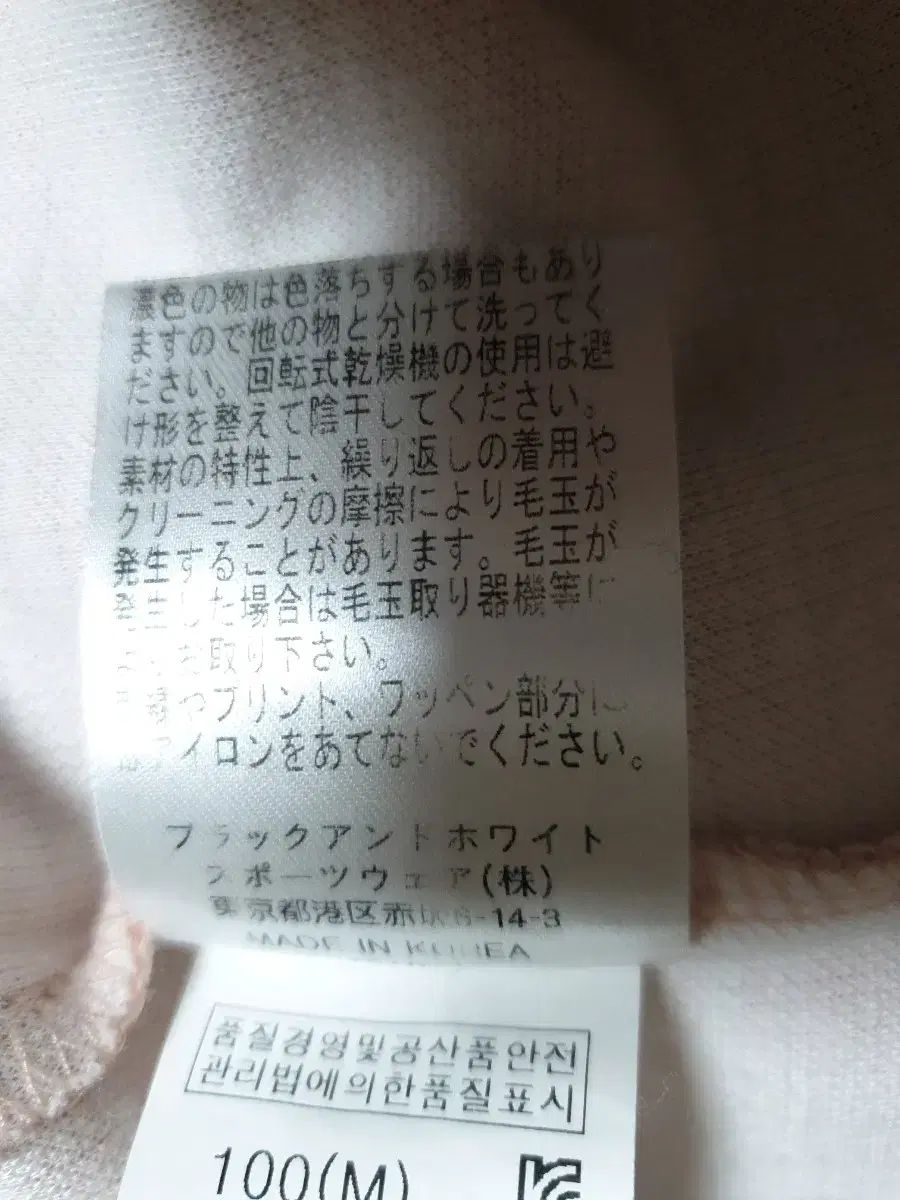 濃色の物は色落ちする場合もあり
ますので他の物と分けて洗ってく
ださい。回転式乾燥機の使用は避
け形を整えて陰干してください。
素材の特性上、繰り返しの着用や
クリーニングの摩擦により毛玉が
発生することがあります。毛玉が
発生した場合は毛玉取り器機等に
取り下さい。
プリント、ワッペン部分に
アイロンをあてないでください。
ブラックアンドホワイト
スポーツウェア(株)
東京都港区赤坂8-14-3
MADE IN KOREA
품질경영및공산품안전
관리법에의한품질표시
100(M)